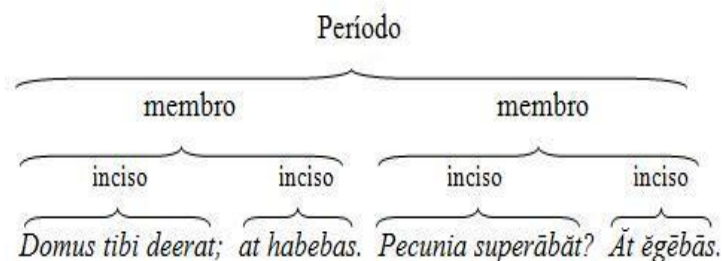 Período
membro membro
inciso inciso inciso inciso
Domus tibi deerat; at habebas. Pecunia superābăt? Ăt ĕgēbās.